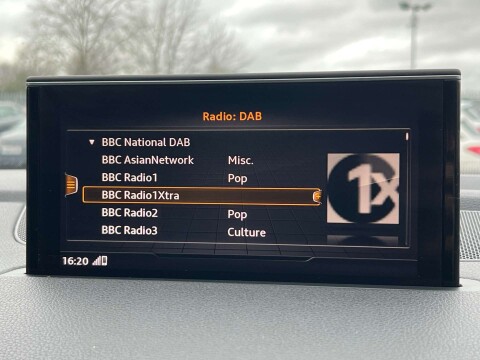 Radio: DAB
▼ BBC National DAB
BBC AsianNetwork Misc.
BBC Radio1 Pop
BBC Radio1Xtra
BBC Radio2 Pop
BBC Radio3 Culture
1x
16:20